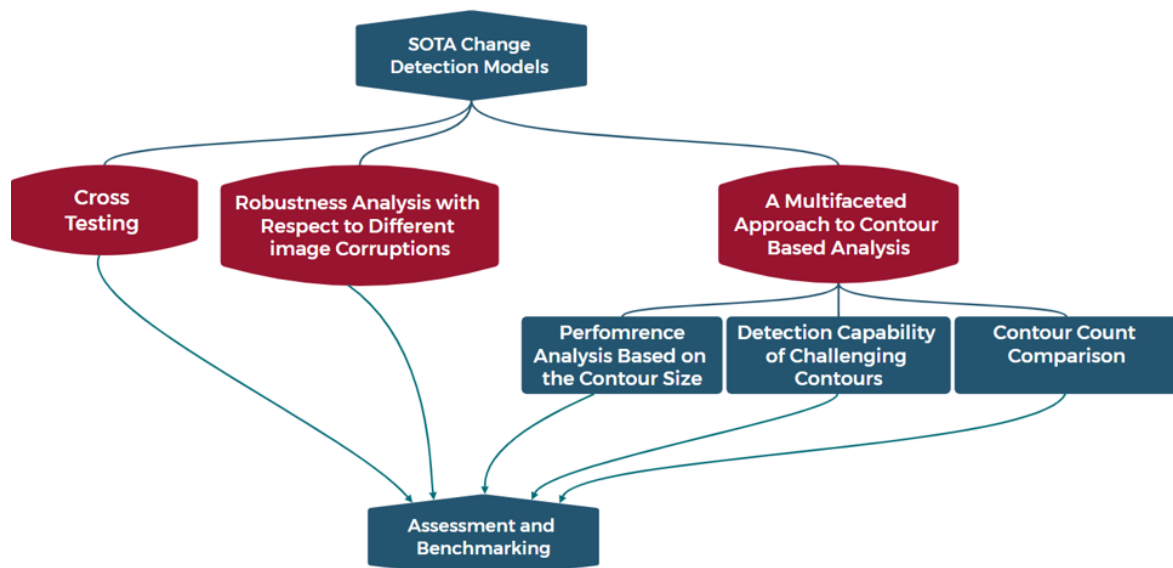 SOTA Change
Detection Models
Cross
Testing
Robustness Analysis with
Respect to Different
image Corruptions
A Multifaceted
Approach to Contour
Based Analysis
Perfomrence
Analysis Based on
the Contour Size
Detection Capability
of Challenging
Contours
Contour Count
Comparison
Assessment and
Benchmarking